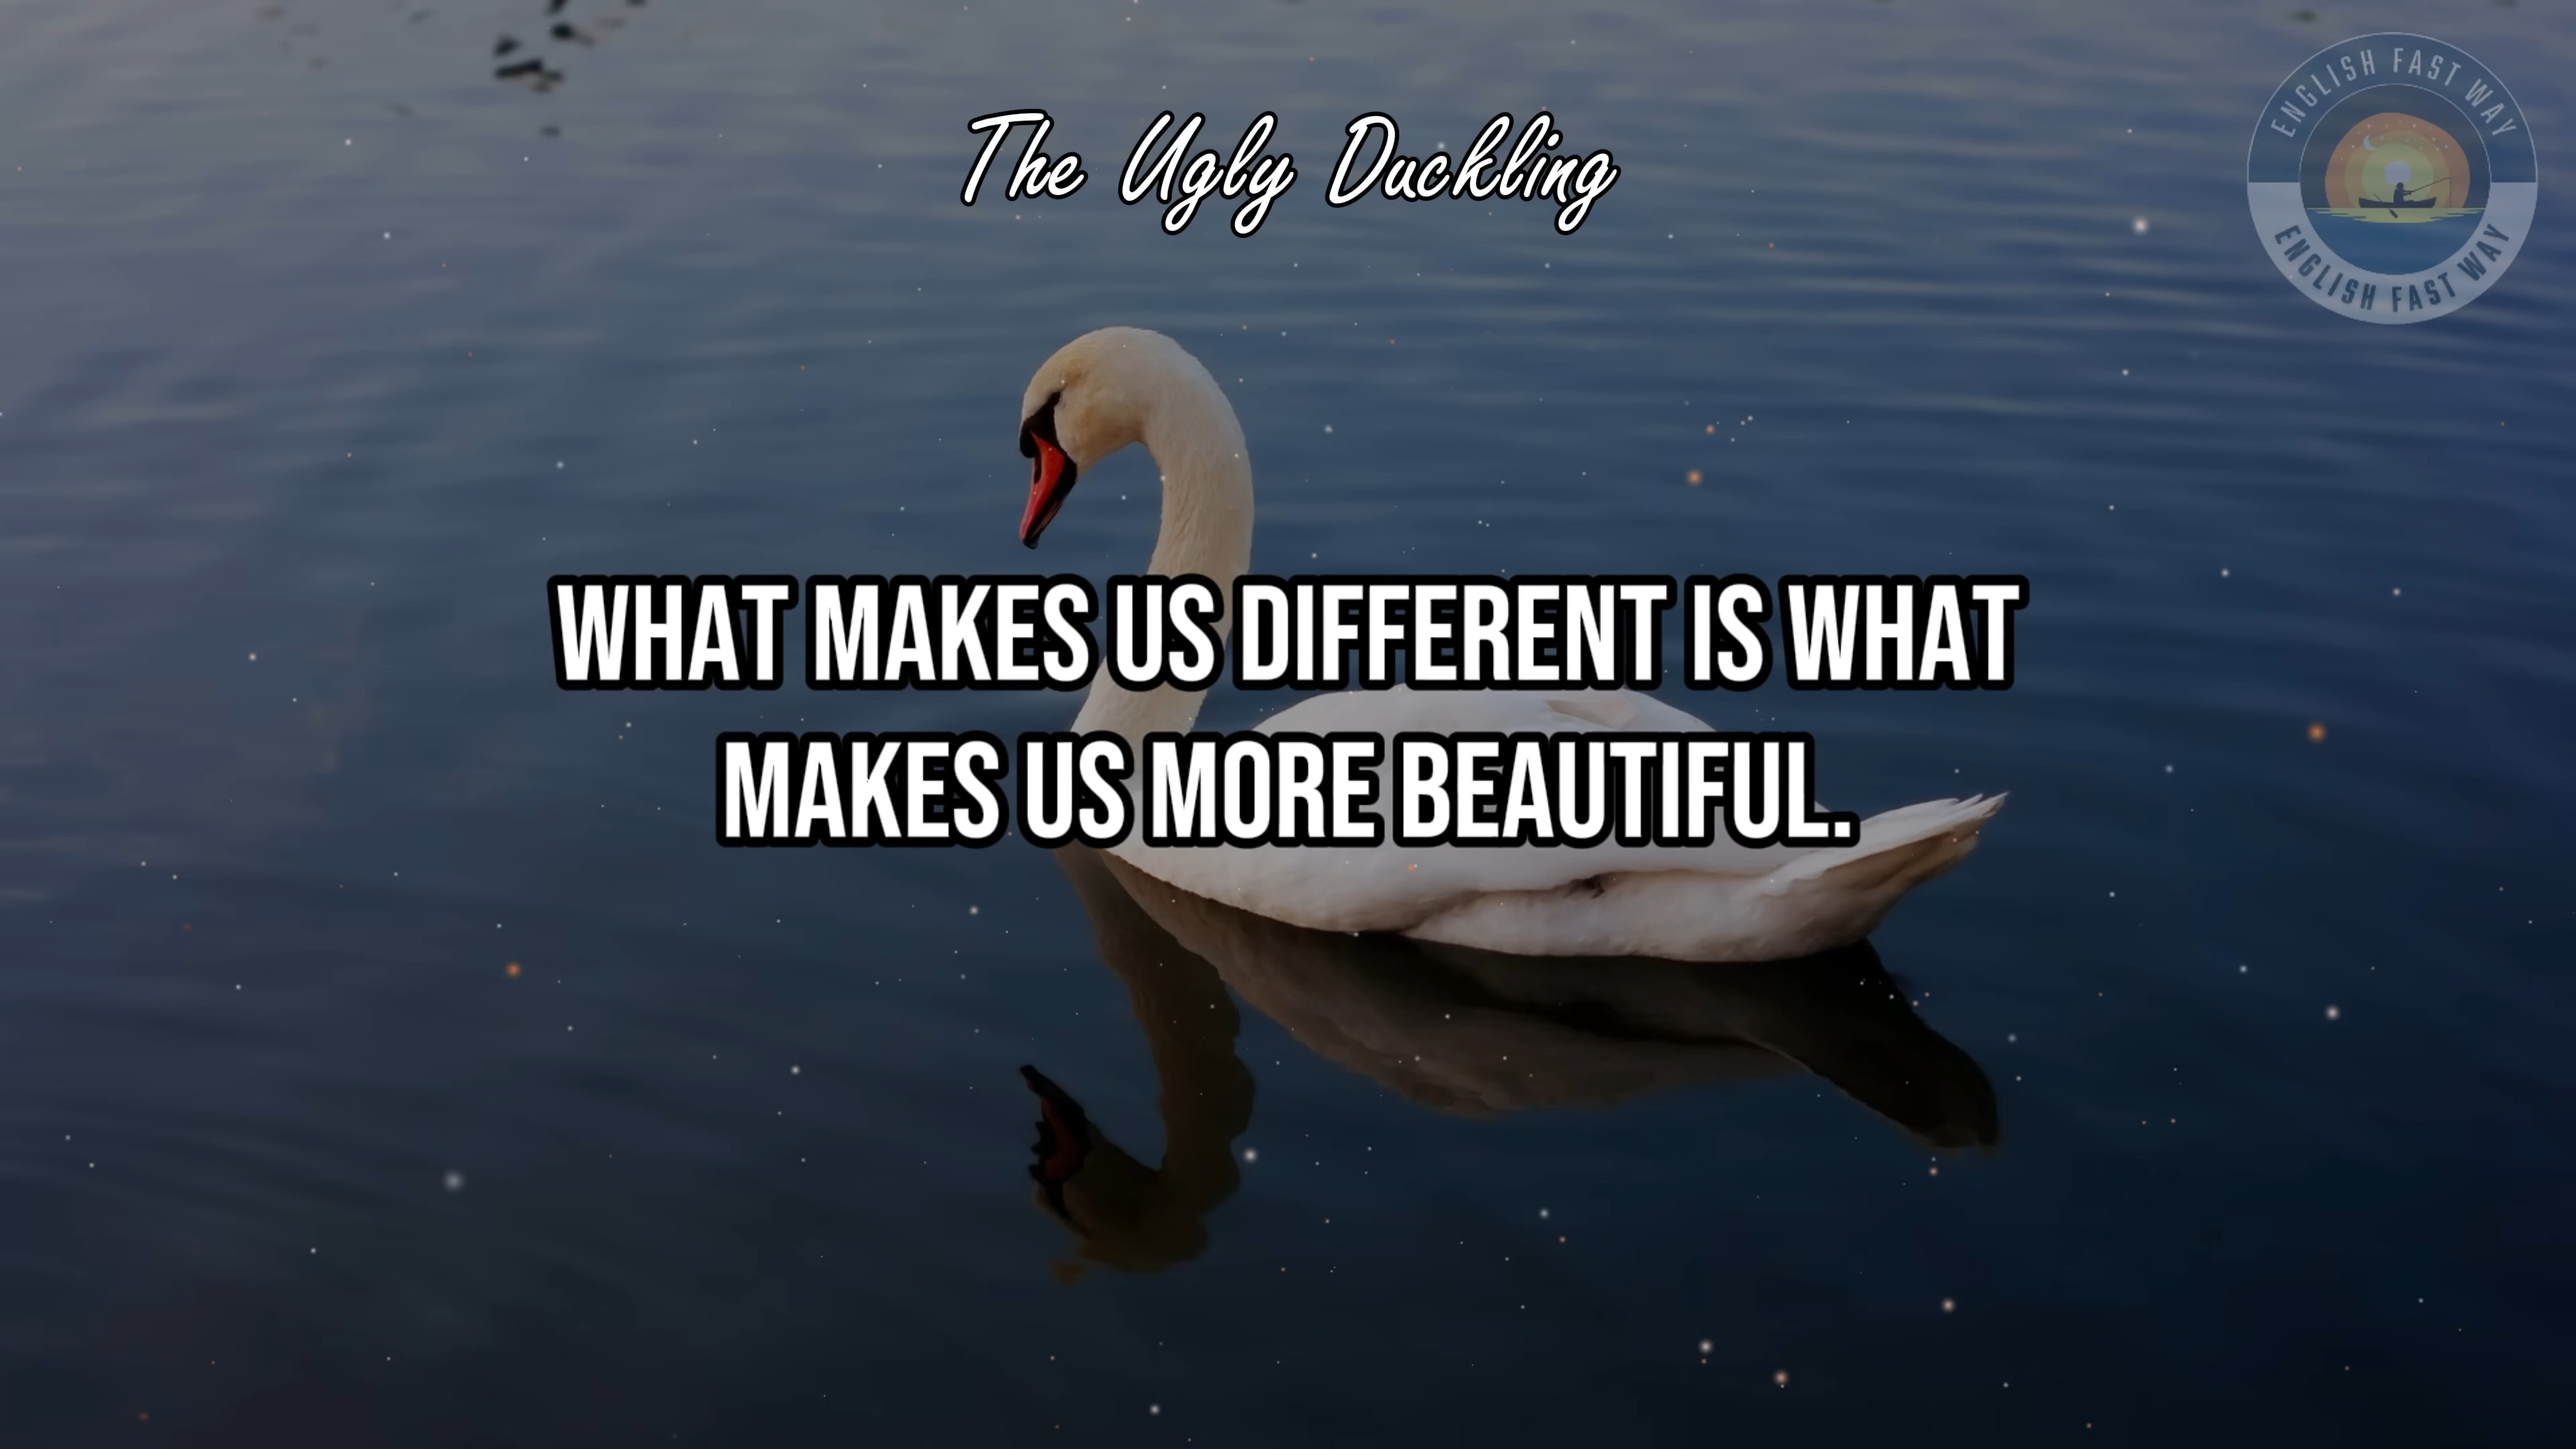 The Ugly Duckling
ENGLISH FAST WAY
ENGLISH FAST WAY
WHAT MAKES US DIFFERENT IS WHAT
MAKES US MORE BEAUTIFUL.